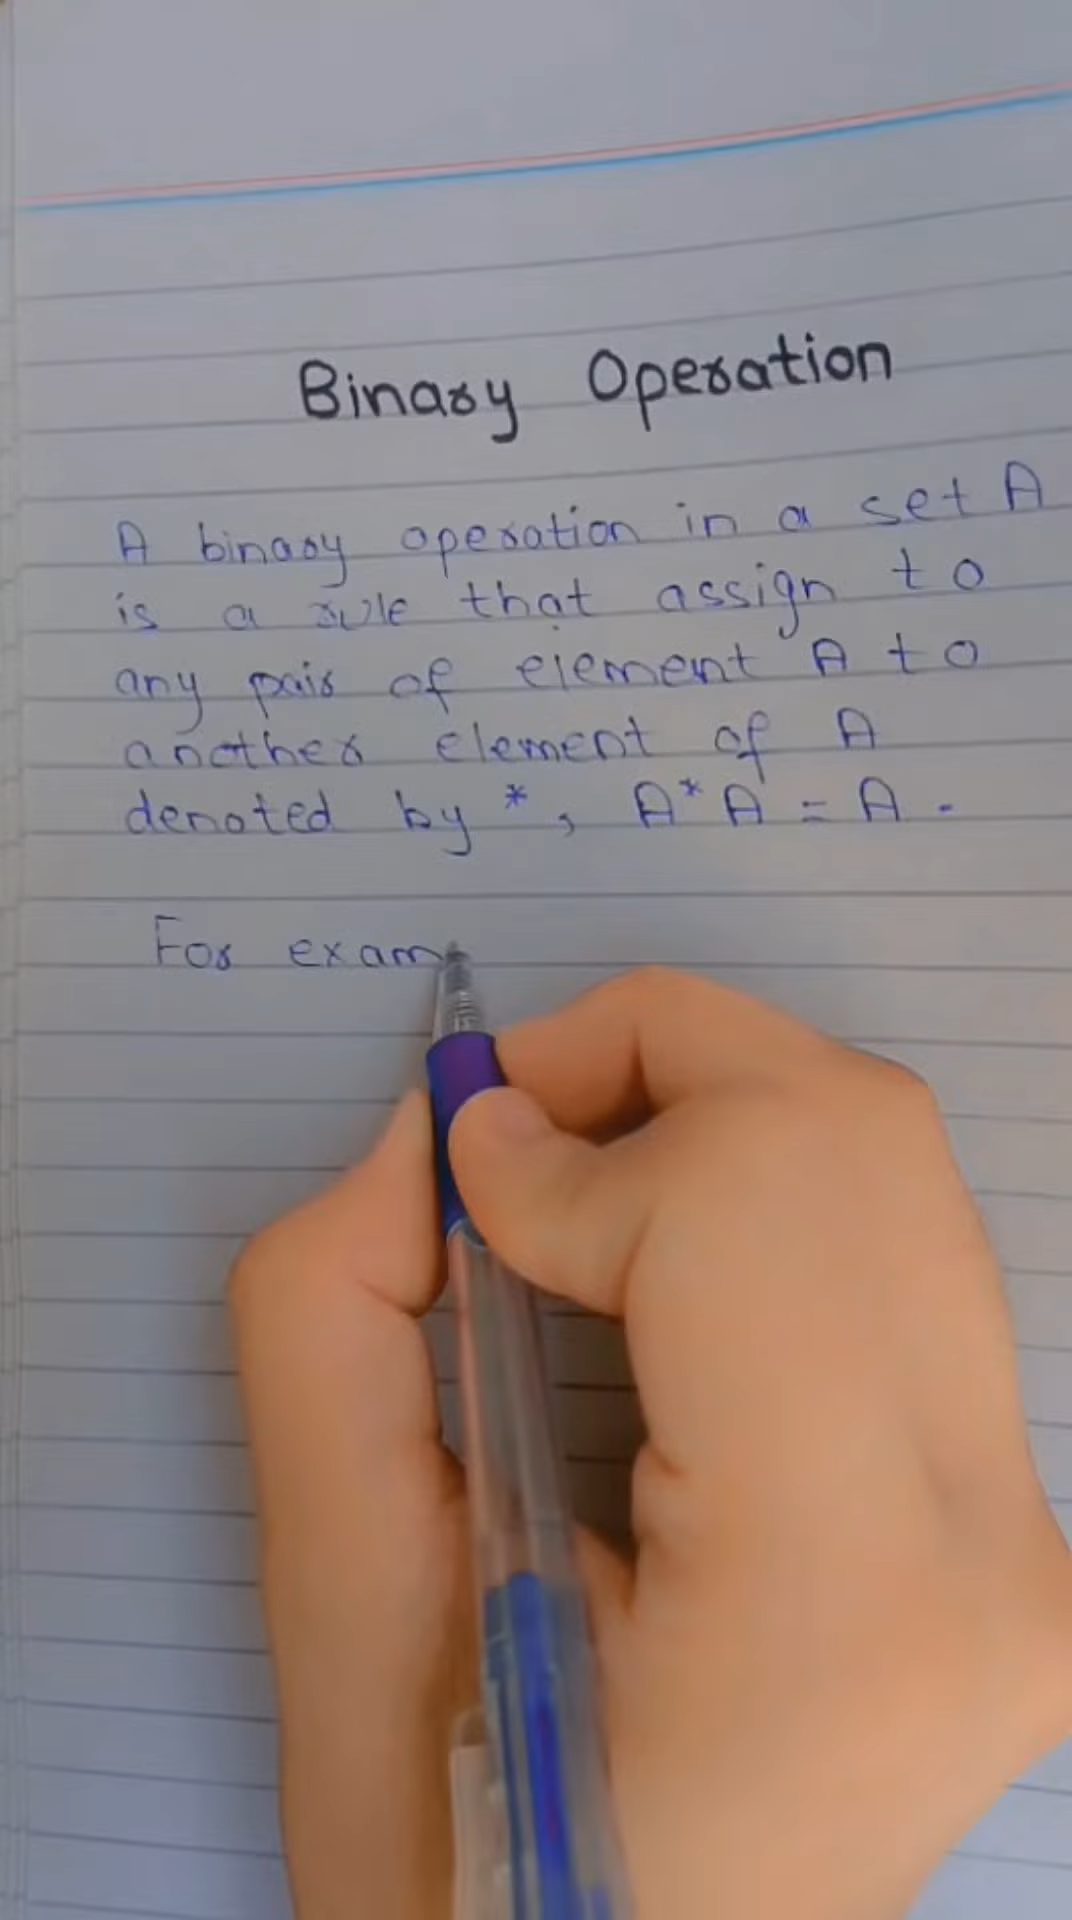 Binary Operation
A binary operation in a set A
is a rule that assign to
any pair of element A to
another element of A
denoted by *, A*A = A.
For exam